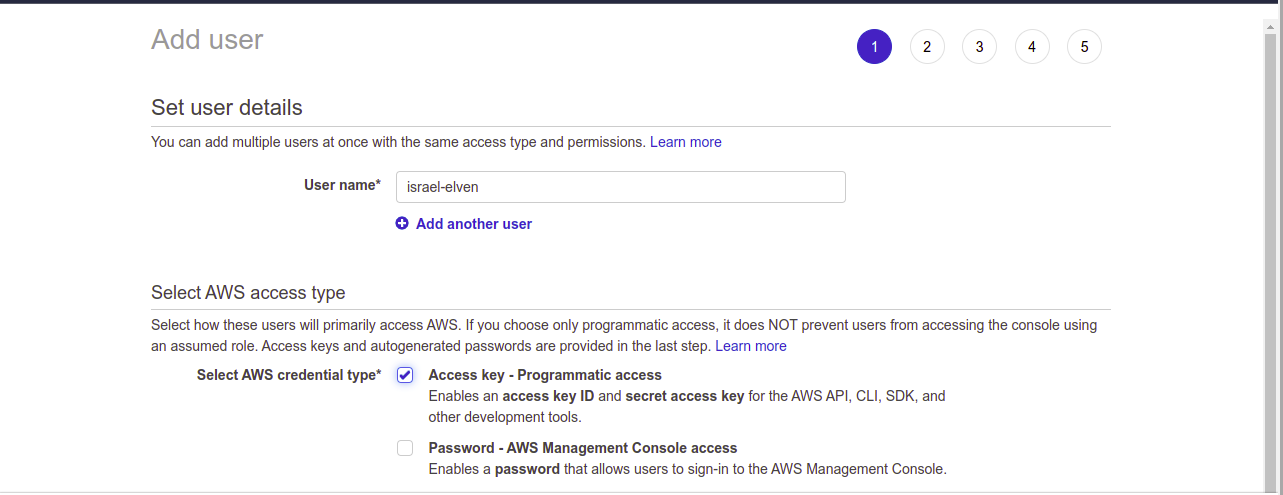 Add user
1 2 3 4 5
Set user details
You can add multiple users at once with the same access type and permissions. Learn more
User name* israel-elven
Add another user
Select AWS access type
Select how these users will primarily access AWS. If you choose only programmatic access, it does NOT prevent users from accessing the console using
an assumed role. Access keys and autogenerated passwords are provided in the last step. Learn more
Select AWS credential type* Access key - Programmatic access
Enables an access key ID and secret access key for the AWS API, CLI, SDK, and
other development tools.
Password - AWS Management Console access
Enables a password that allows users to sign-in to the AWS Management Console.